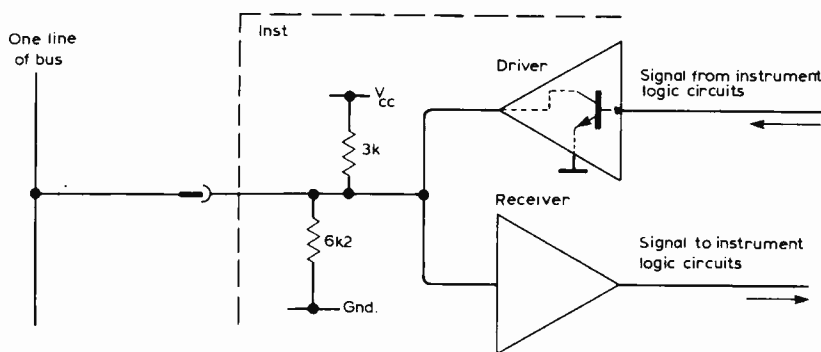 One line
of bus
Inst
Driver
Signal from instrument
logic circuits
Vcc
3k
Receiver
6k2
Signal to instrument
logic circuits
Gnd.